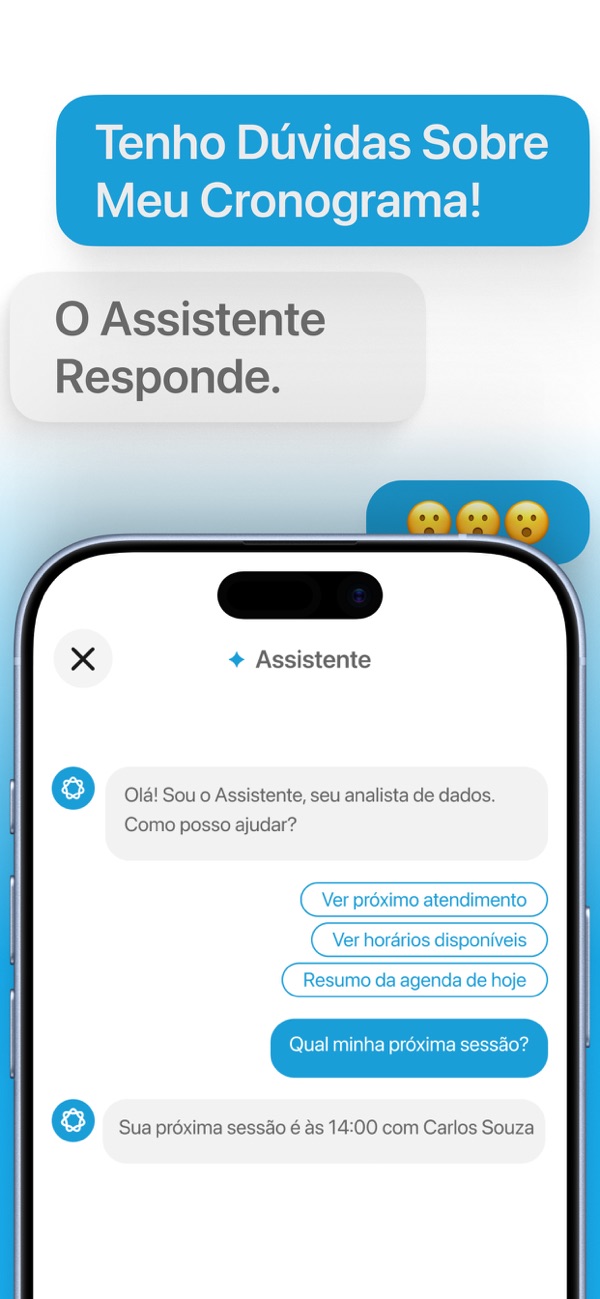 Tenho Dúvidas Sobre
Meu Cronograma!
O Assistente
Responde.
😮😮😮
Assistente
Olá! Sou o Assistente, seu analista de dados.
Como posso ajudar?
Ver próximo atendimento
Ver horários disponíveis
Resumo da agenda de hoje
Qual minha próxima sessão?
Sua próxima sessão é às 14:00 com Carlos Souza